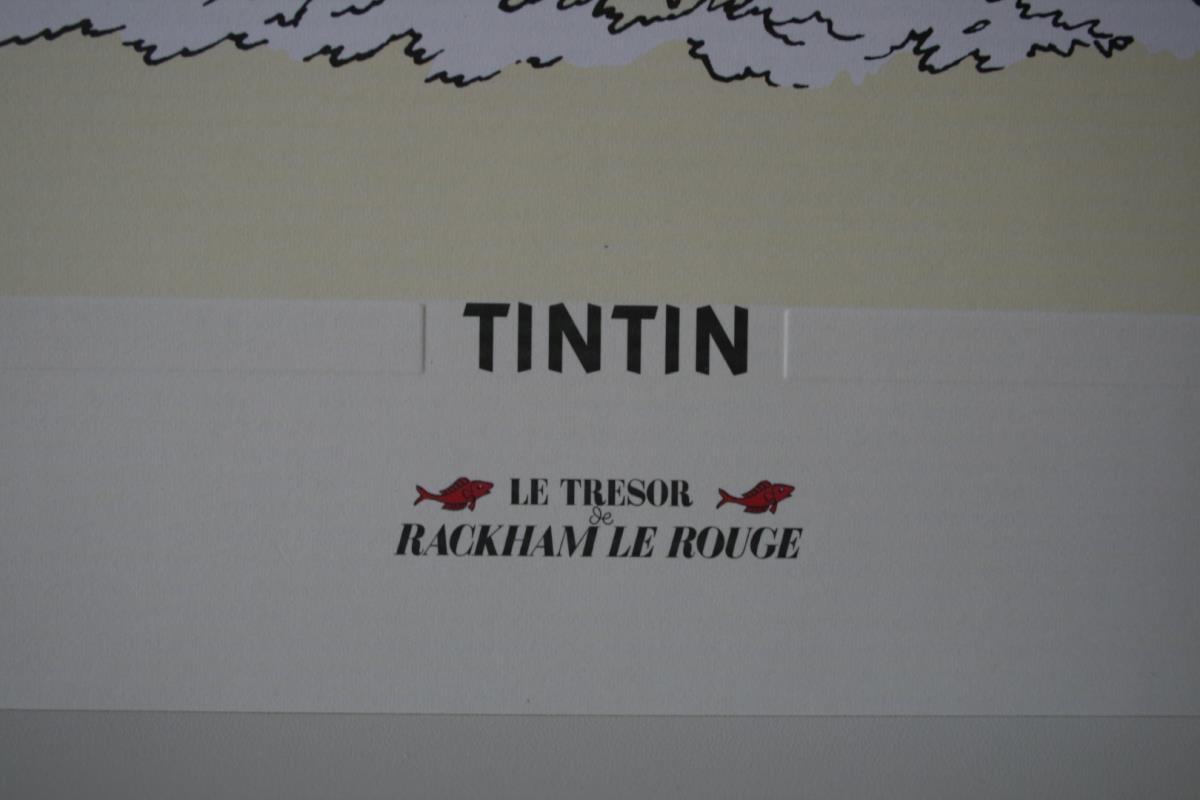 TINTIN
LE TRESOR
de
RACKHAM LE ROUGE